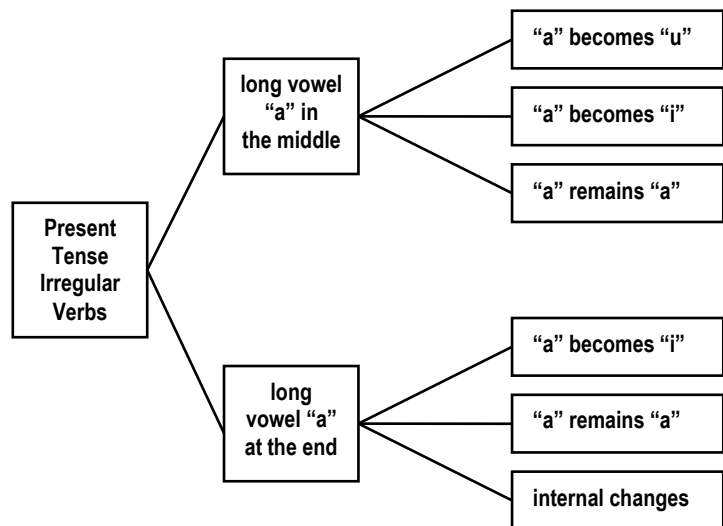 Present
Tense
Irregular
Verbs
long vowel
“a” in
the middle
“a” becomes “u”
“a” becomes “i”
“a” remains “a”
long
vowel “a”
at the end
“a” becomes “i”
“a” remains “a”
internal changes